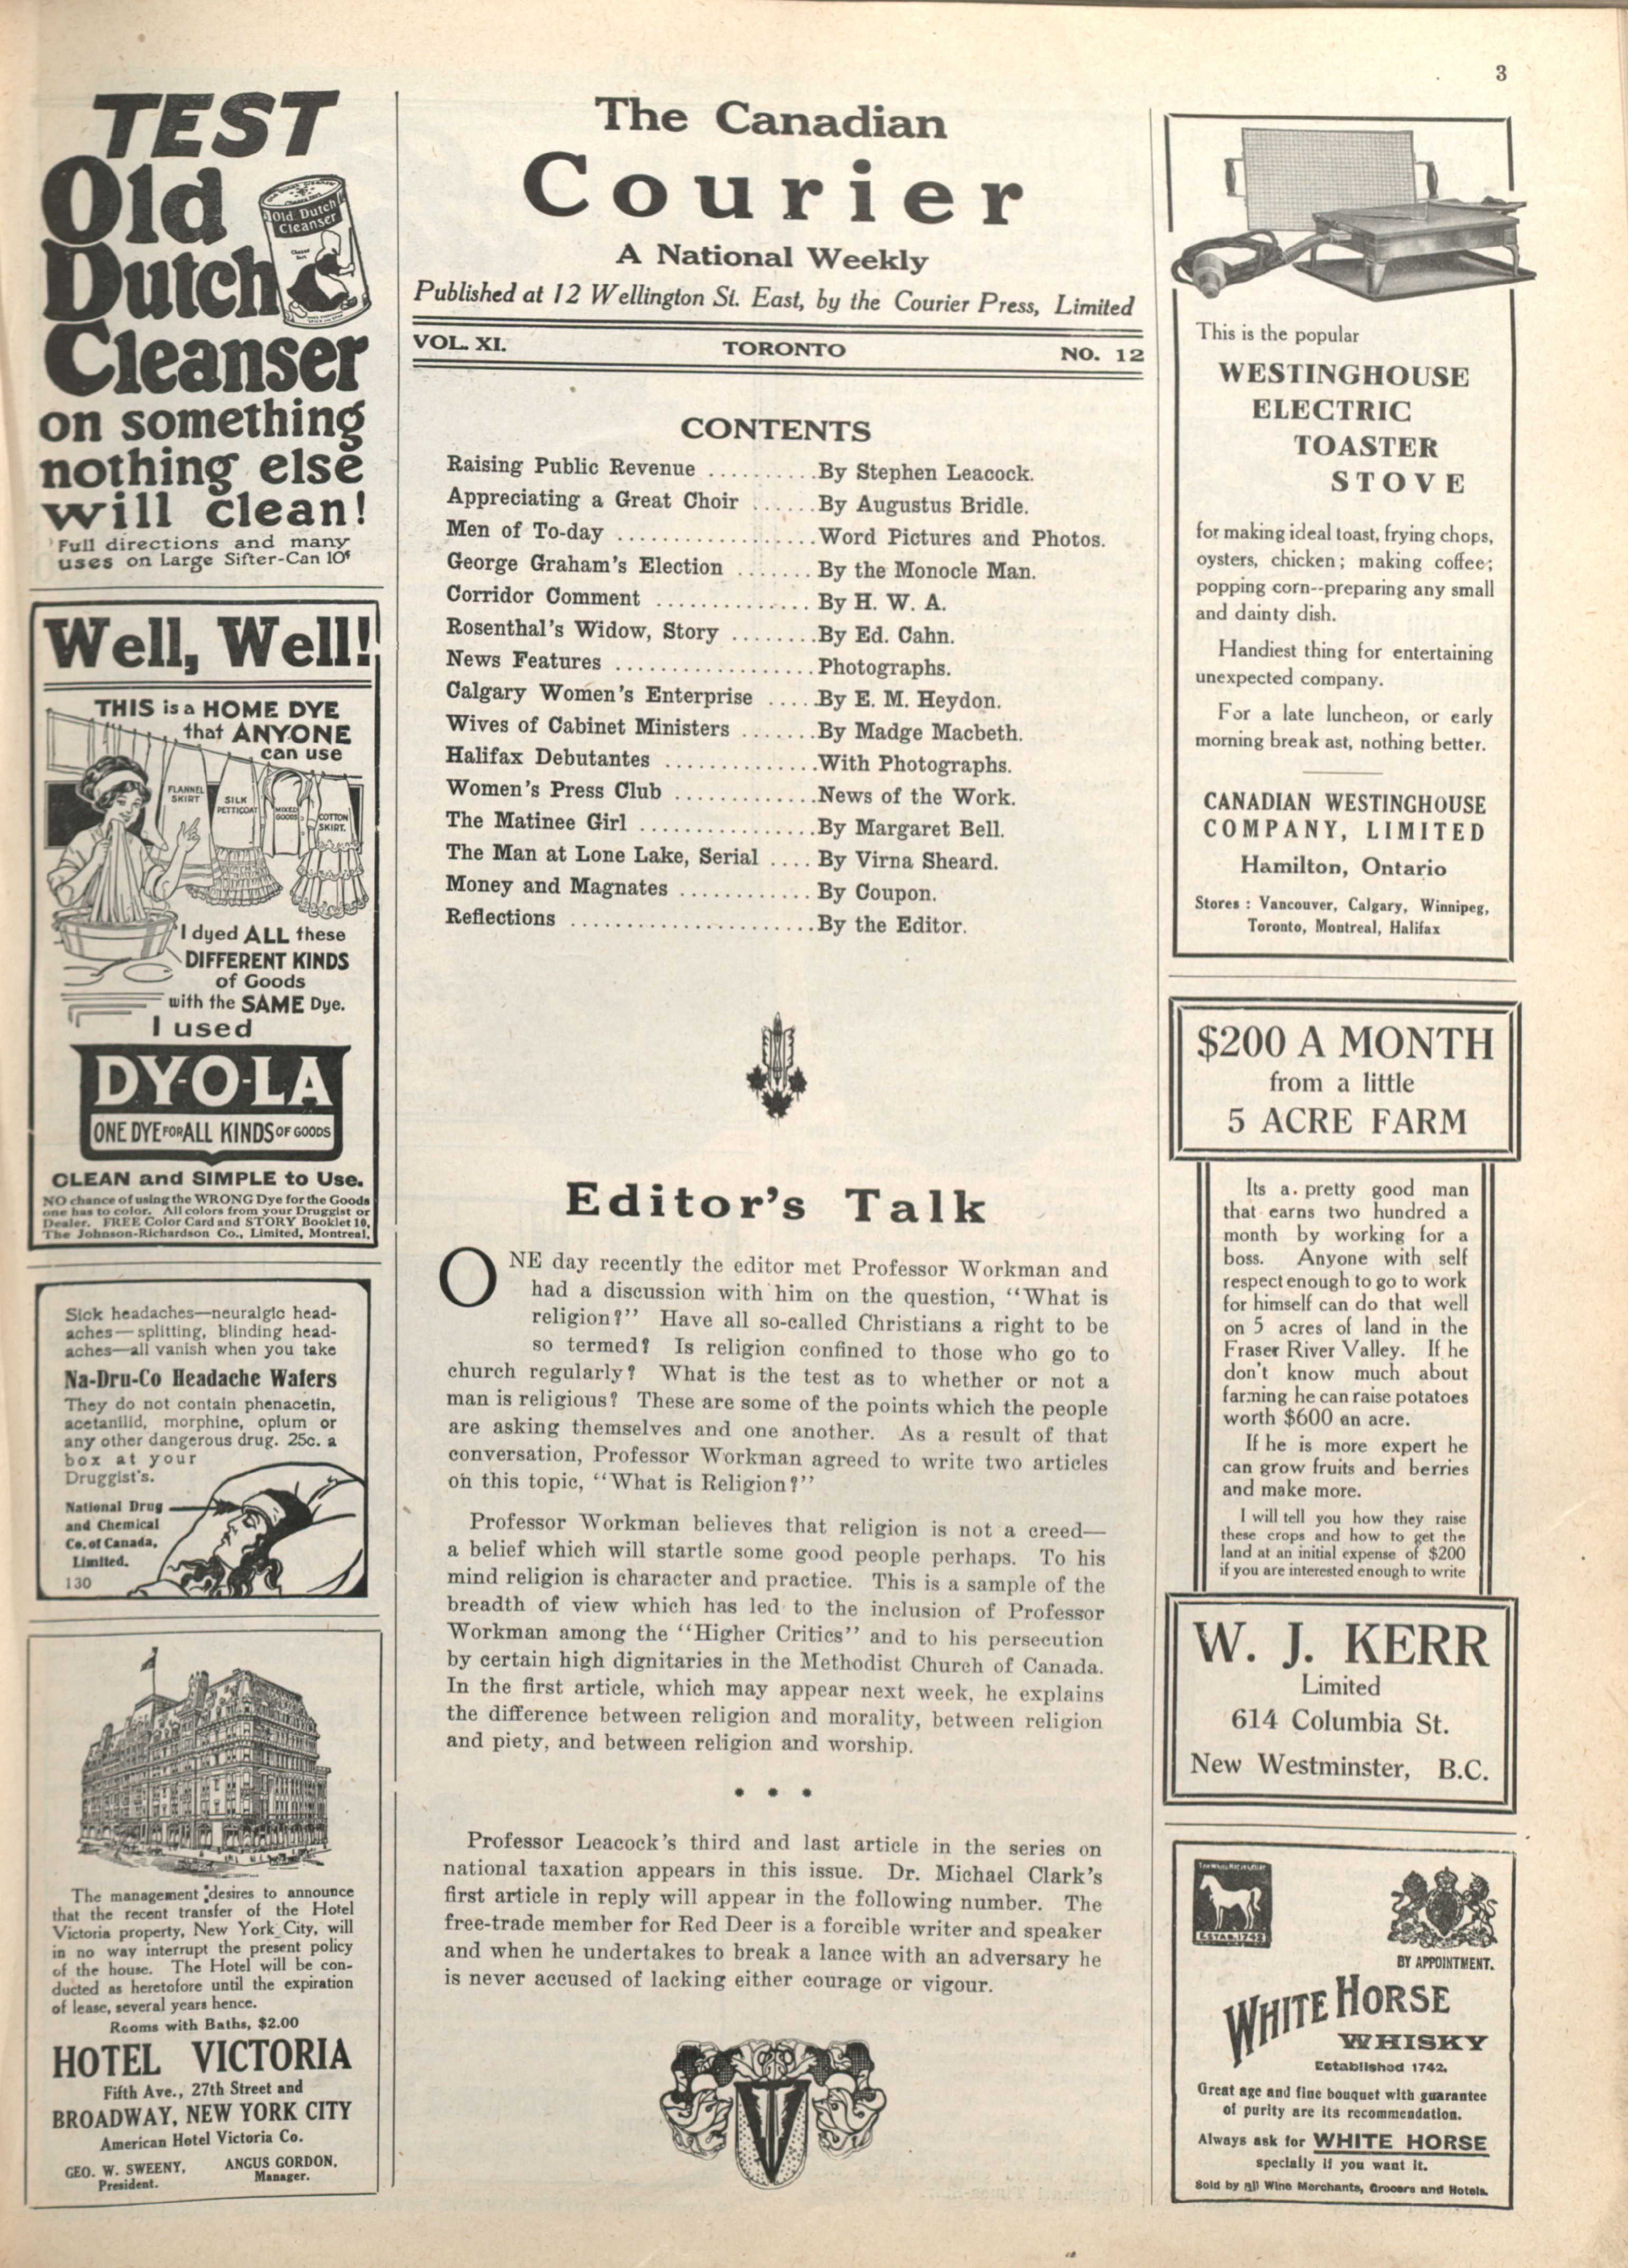 3
TEST
Old
Dutch
Cleanser
Old Dutch
Cleanser
on something
nothing else
will clean!
Full directions and many
uses on Large Sifter-Can 10¢
Well, Well!
THIS is a HOME DYE
that ANYONE
can use
FLANNEL
SKIRT
SILK
PETTICOAT
MIXED
GOODS
COTTON
SKIRT.
I dyed ALL these
DIFFERENT KINDS
of Goods
with the SAME Dye.
I used
DY-O-LA
ONE DYE FOR ALL KINDS OF GOODS
CLEAN and SIMPLE to Use.
NO chance of using the WRONG Dye for the Goods
one has to color. All colors from your Druggist or
Dealer. FREE Color Card and STORY Booklet 10,
The Johnson-Richardson Co., Limited, Montreal,
Sick headaches—neuralgic head-
aches—splitting, blinding head-
aches—all vanish when you take
Na-Dru-Co Headache Wafers
They do not contain phenacetin,
acetanilid, morphine, opium or
any other dangerous drug. 25c. a
box at your
Druggist's.
National Drug
and Chemical
Co. of Canada,
Limited.
130
The management desires to announce
that the recent transfer of the Hotel
Victoria property, New York City, will
in no way interrupt the present policy
of the house. The Hotel will be con-
ducted as heretofore until the expiration
of lease, several years hence.
Rooms with Baths, $2.00
HOTEL VICTORIA
Fifth Ave., 27th Street and
BROADWAY, NEW YORK CITY
American Hotel Victoria Co.
GEO. W. SWEENY,
President.
ANGUS GORDON,
Manager.
The Canadian
Courier
A National Weekly
Published at 12 Wellington St. East, by the Courier Press, Limited
VOL. XI. TORONTO NO. 12
CONTENTS
Raising Public Revenue ..........By Stephen Leacock.
Appreciating a Great Choir ......By Augustus Bridle.
Men of To-day ..................Word Pictures and Photos.
George Graham's Election .......By the Monocle Man.
Corridor Comment ..............By H. W. A.
Rosenthal's Widow, Story ........By Ed. Cahn.
News Features ..................Photographs.
Calgary Women's Enterprise .....By E. M. Heydon.
Wives of Cabinet Ministers .......By Madge Macbeth.
Halifax Debutantes ..............With Photographs.
Women's Press Club .............News of the Work.
The Matinee Girl ................By Margaret Bell.
The Man at Lone Lake, Serial ....By Virna Sheard.
Money and Magnates ............By Coupon.
Reflections ......................By the Editor.
Editor's Talk
ONE day recently the editor met Professor Workman and
had a discussion with him on the question, "What is
religion?" Have all so-called Christians a right to be
so termed? Is religion confined to those who go to
church regularly? What is the test as to whether or not a
man is religious? These are some of the points which the people
are asking themselves and one another. As a result of that
conversation, Professor Workman agreed to write two articles
on this topic, "What is Religion?"
Professor Workman believes that religion is not a creed—
a belief which will startle some good people perhaps. To his
mind religion is character and practice. This is a sample of the
breadth of view which has led to the inclusion of Professor
Workman among the "Higher Critics" and to his persecution
by certain high dignitaries in the Methodist Church of Canada.
In the first article, which may appear next week, he explains
the difference between religion and morality, between religion
and piety, and between religion and worship.
• • •
Professor Leacock's third and last article in the series on
national taxation appears in this issue. Dr. Michael Clark's
first article in reply will appear in the following number. The
free-trade member for Red Deer is a forcible writer and speaker
and when he undertakes to break a lance with an adversary he
is never accused of lacking either courage or vigour.
This is the popular
WESTINGHOUSE
ELECTRIC
TOASTER
STOVE
for making ideal toast, frying chops,
oysters, chicken; making coffee;
popping corn--preparing any small
and dainty dish.
Handiest thing for entertaining
unexpected company.
For a late luncheon, or early
morning break ast, nothing better.
CANADIAN WESTINGHOUSE
COMPANY, LIMITED
Hamilton, Ontario
Stores : Vancouver, Calgary, Winnipeg,
Toronto, Montreal, Halifax
$200 A MONTH
from a little
5 ACRE FARM
Its a pretty good man
that earns two hundred a
month by working for a
boss. Anyone with self
respect enough to go to work
for himself can do that well
on 5 acres of land in the
Fraser River Valley. If he
don't know much about
farming he can raise potatoes
worth $600 an acre.
If he is more expert he
can grow fruits and berries
and make more.
I will tell you how they raise
these crops and how to get the
land at an initial expense of $200
if you are interested enough to write
W. J. KERR
Limited
614 Columbia St.
New Westminster, B.C.
ESTAB. 1742
BY APPOINTMENT.
WHITE HORSE
WHISKY
Established 1742.
Great age and fine bouquet with guarantee
of purity are its recommendation.
Always ask for WHITE HORSE
specially if you want it.
Sold by all Wine Merchants, Grocers and Hotels.